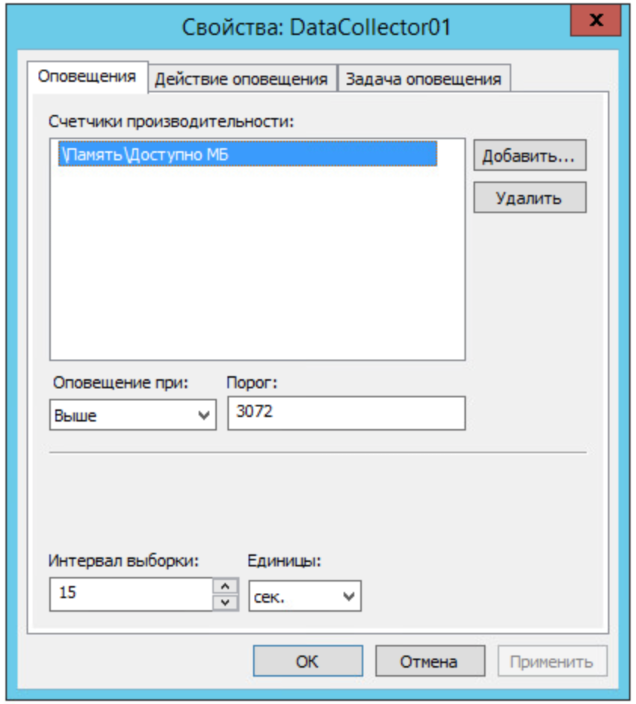 Свойства: DataCollector01
x
Оповещения Действие оповещения Задача оповещения
Счетчики производительности:
\Память\Доступно МБ
Добавить...
Удалить
Оповещение при: Порог:
Выше 3072
Интервал выборки: Единицы:
15 сек.
ОК Отмена Применить